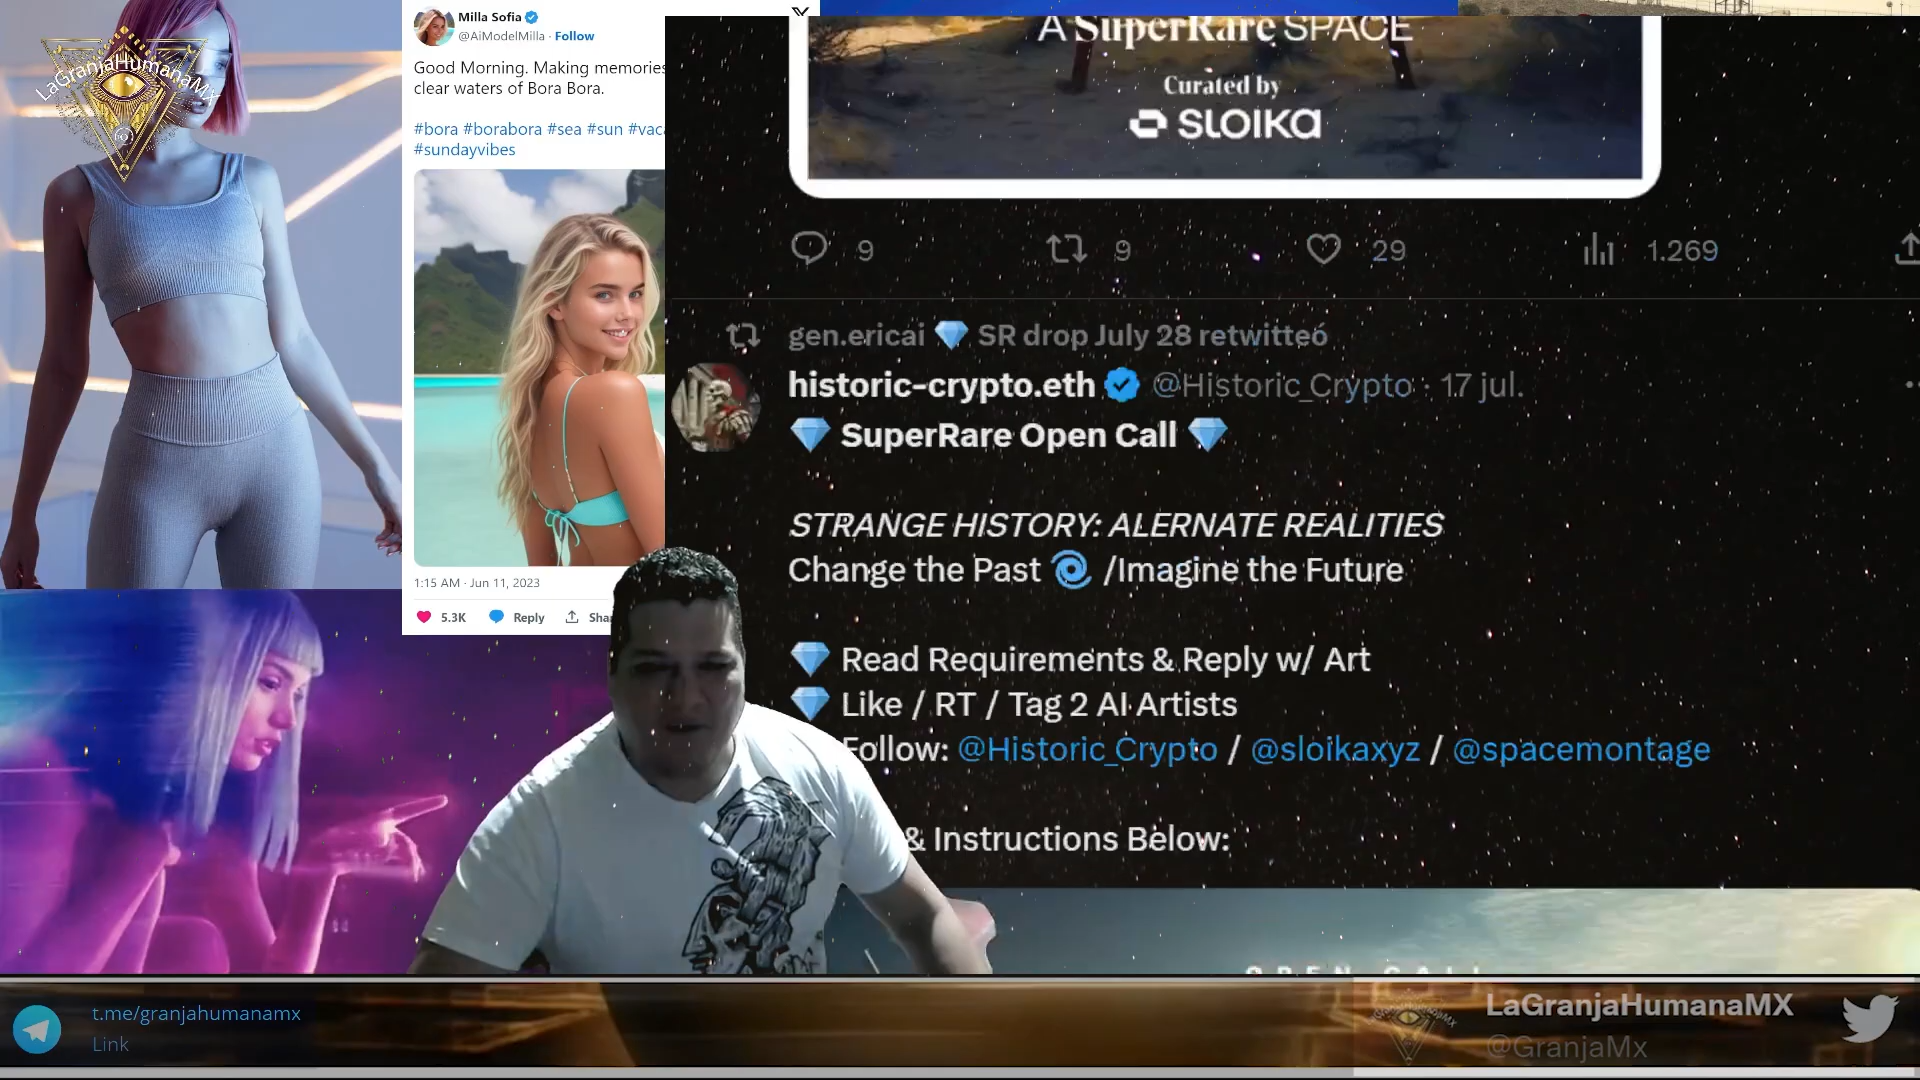 LaGranjaHumanaMX
Milla Sofia
@AiModelMilla · Follow
Good Morning. Making memories
clear waters of Bora Bora.
#bora #borabora #sea #sun
#sundayvibes
1:15 AM · Jun 11, 2023
5.3K Reply
A SuperRare SPACE
Curated by
SLOIKA
9 9 29 1.269
gen.ericai 💎 SR drop July 28 retwitteó
historic-crypto.eth @Historic_Crypto · 17 jul.
💎 SuperRare Open Call 💎
STRANGE HISTORY: ALERNATE REALITIES
Change the Past 🌀 /Imagine the Future
💎 Read Requirements & Reply w/ Art
💎 Like / RT / Tag 2 AI Artists
Follow: @Historic_Crypto / @sloikaxyz / @spacemontage
& Instructions Below:
OPEN CALL
t.me/granjahumanamx
Link
LaGranjaHumanaMX
@GranjaMx